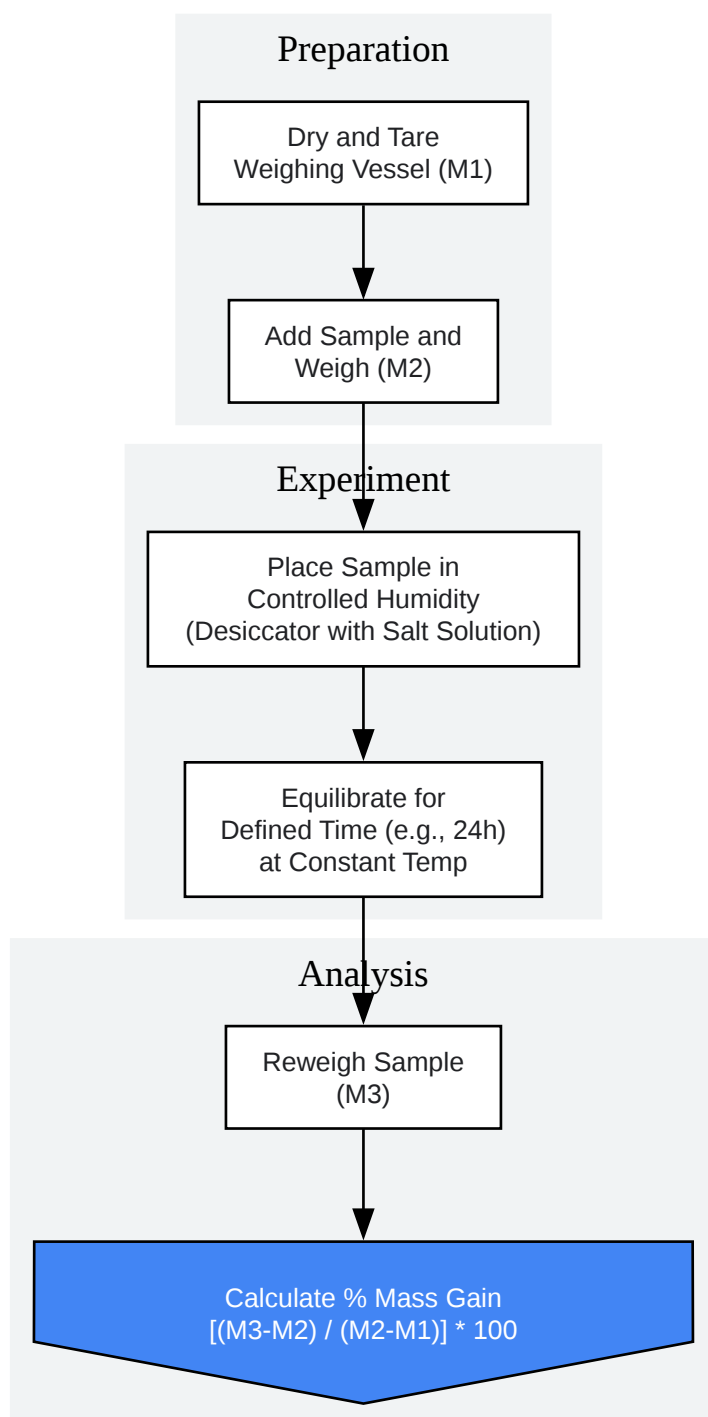 Preparation
Dry and Tare
Weighing Vessel (M1)
Add Sample and
Weigh (M2)
Experiment
Place Sample in
Controlled Humidity
(Desiccator with Salt Solution)
Equilibrate for
Defined Time (e.g., 24h)
at Constant Temp
Analysis
Reweigh Sample
(M3)
Calculate % Mass Gain
[(M3-M2) / (M2-M1)] * 100